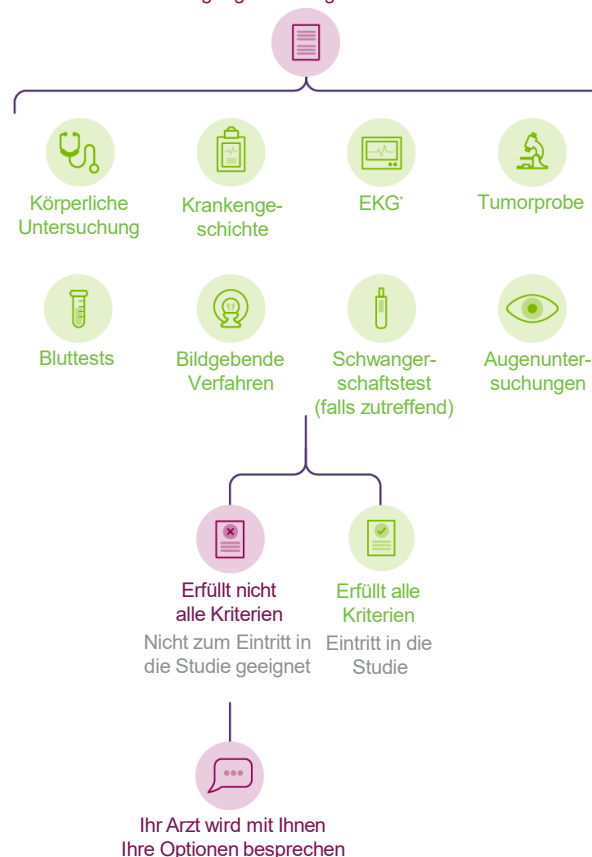 Körperliche
Untersuchung
Krankenge-
schichte
EKG*
Tumorprobe
Bluttests
Bildgebende
Verfahren
Schwanger-
schaftstest
(falls zutreffend)
Augenunter-
suchungen
Erfüllt nicht
alle Kriterien
Nicht zum Eintritt in
die Studie geeignet
Erfüllt alle
Kriterien
Eintritt in die
Studie
Ihr Arzt wird mit Ihnen
Ihre Optionen besprechen